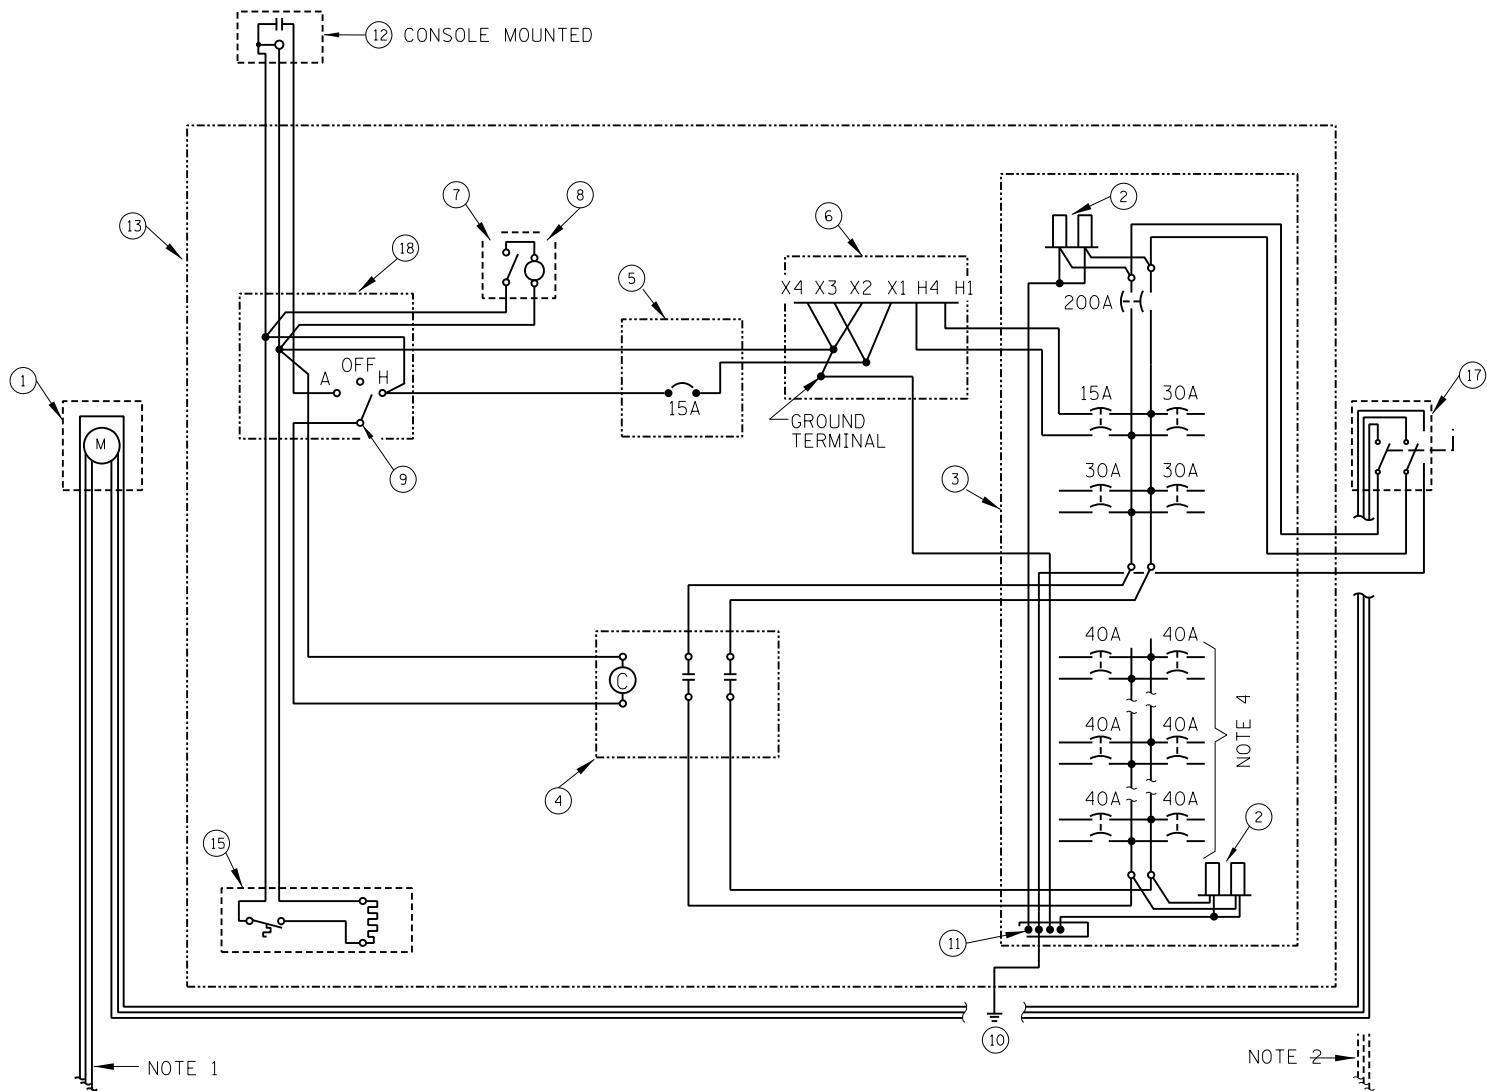 12 CONSOLE MOUNTED
7
8
2
6
13
18
X4 X3 X2 X1 H4 H1
5
200A
OFF
A
H
1
15A
15A 30A
17
GROUND
TERMINAL
M
9
3
30A 30A
40A 40A
C
NOTE 4
40A 40A
4
40A 40A
2
15
11
10
NOTE 1
NOTE 2